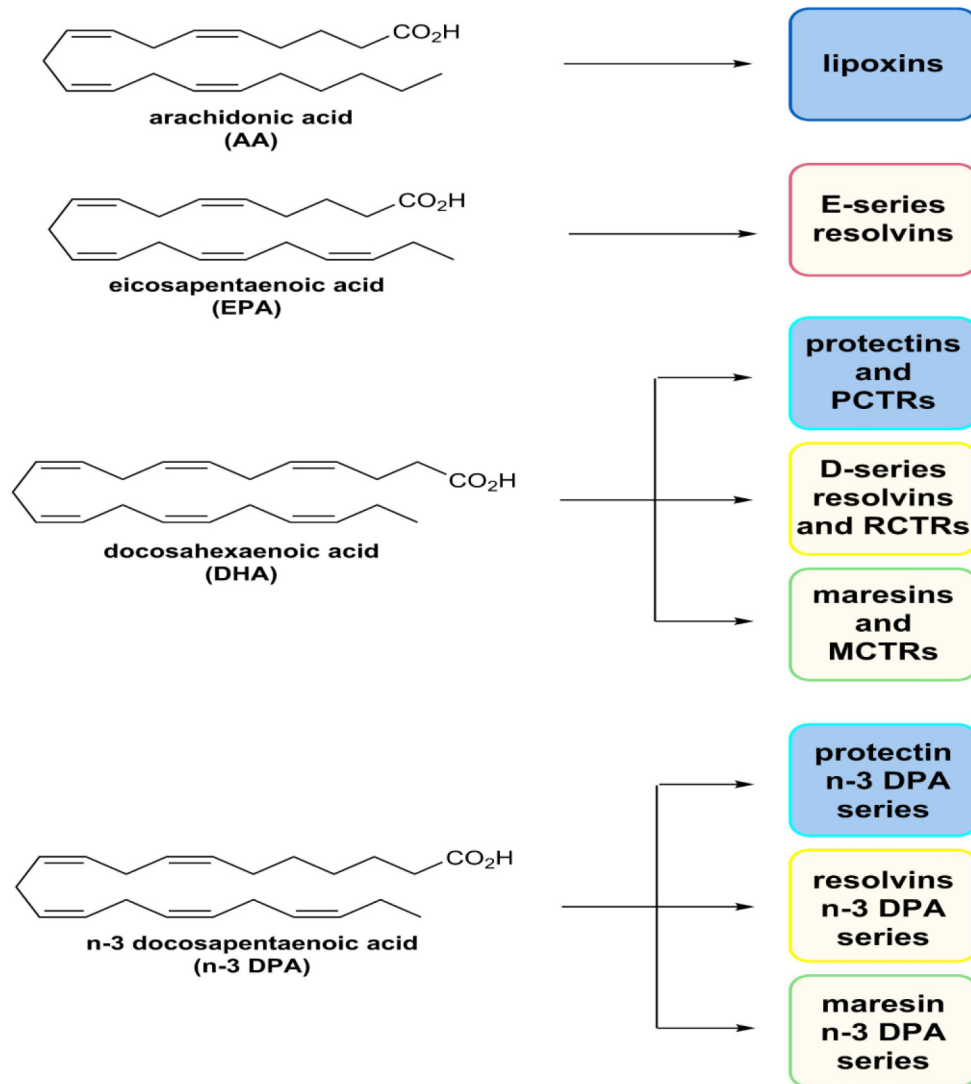 CO₂H
arachidonic acid
(AA)
lipoxins
CO₂H
eicosapentaenoic acid
(EPA)
E-series
resolvins
protectins
and
PCTRs
CO₂H
docosahexaenoic acid
(DHA)
D-series
resolvins
and RCTRs
maresins
and
MCTRs
protectin
n-3 DPA
series
CO₂H
n-3 docosapentaenoic acid
(n-3 DPA)
resolvins
n-3 DPA
series
maresin
n-3 DPA
series